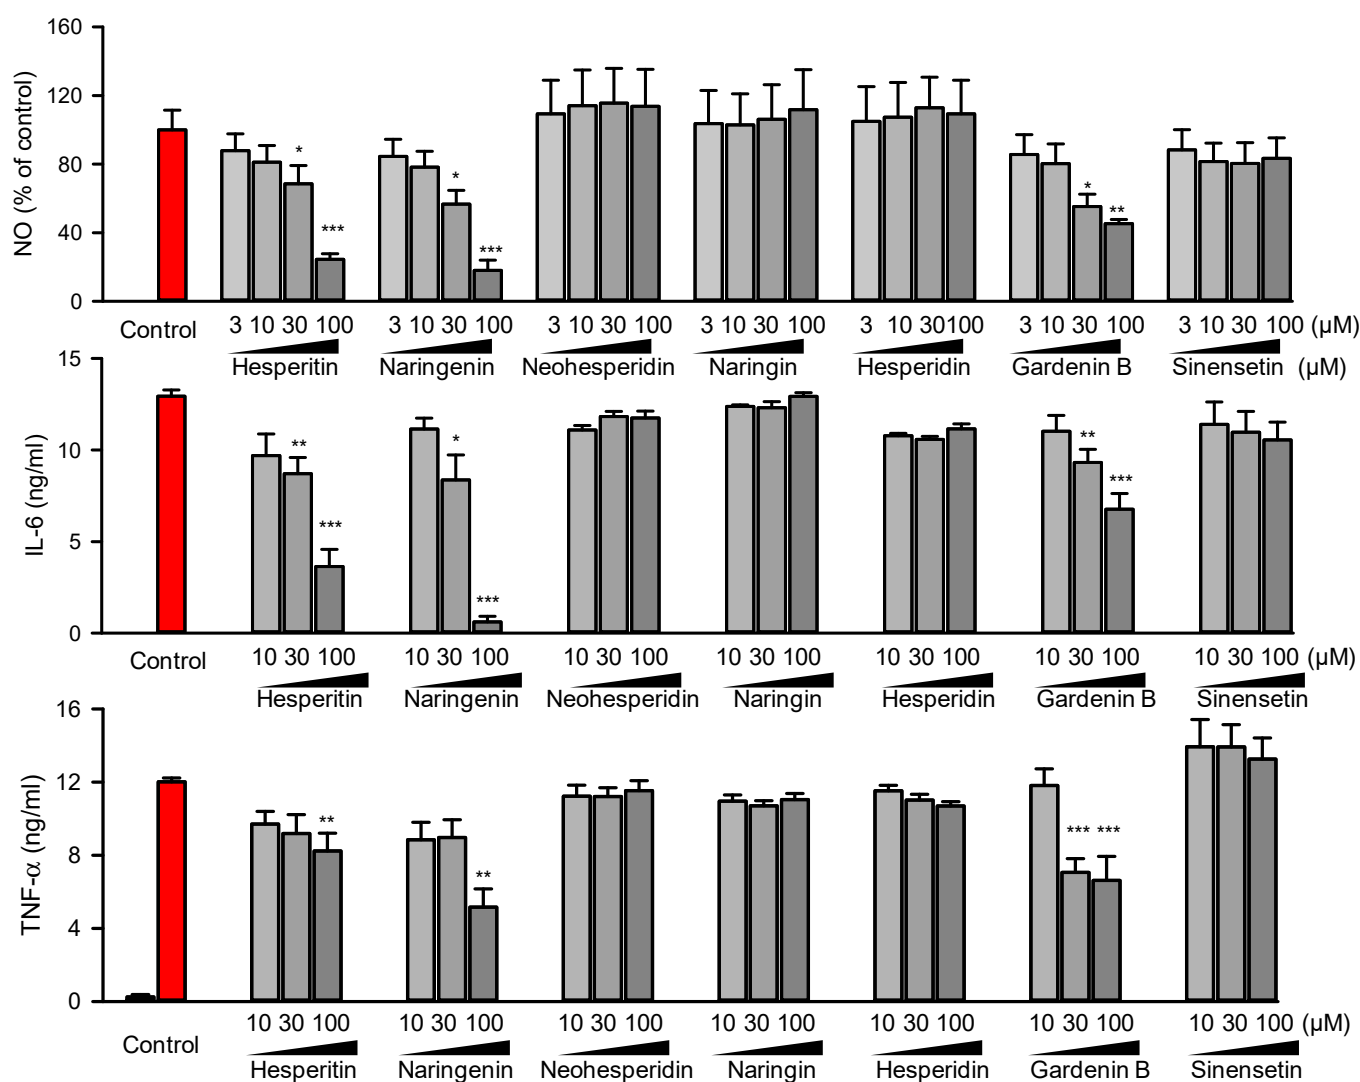 160
120
80
40
0
NO (% of control)
*
***
*
***
*
**
Control
3 10 30 100
3 10 30 100
3 10 30 100
3 10 30 100
3 10 30100
3 10 30 100
3 10 30 100 (µM)
Hesperitin
Naringenin
Neohesperidin
Naringin
Hesperidin
Gardenin B
Sinensetin (µM)
15
10
5
0
IL-6 (ng/ml)
**
***
*
***
**
***
Control
10 30 100
10 30 100
10 30 100
10 30 100
10 30 100
10 30 100
10 30 100 (µM)
Hesperitin
Naringenin
Neohesperidin
Naringin
Hesperidin
Gardenin B
Sinensetin
16
12
8
4
0
TNF-α (ng/ml)
**
**
*** ***
Control
10 30 100
10 30 100
10 30 100
10 30 100
10 30 100
10 30 100
10 30 100 (µM)
Hesperitin
Naringenin
Neohesperidin
Naringin
Hesperidin
Gardenin B
Sinensetin